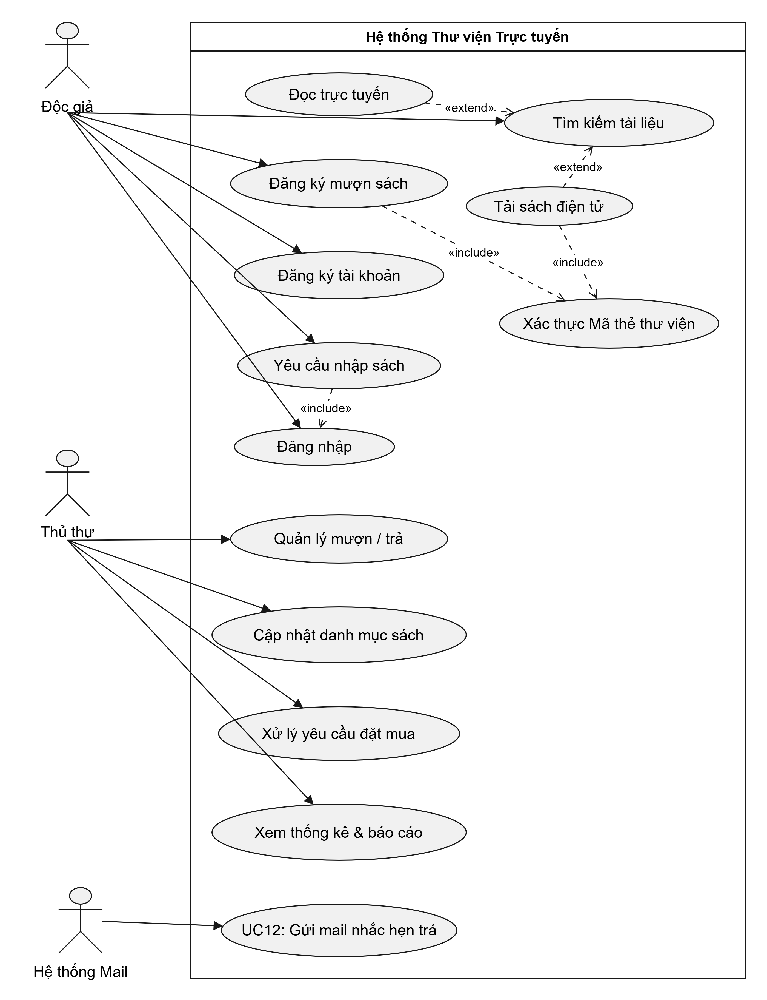 Hệ thống Thư viện Trực tuyến
Độc giả
Đọc trực tuyến
«extend»
Tìm kiếm tài liệu
«extend»
Đăng ký mượn sách
Tải sách điện tử
«include»
«include»
Đăng ký tài khoản
Xác thực Mã thẻ thư viện
Yêu cầu nhập sách
«include»
Đăng nhập
Thủ thư
Quản lý mượn / trả
Cập nhật danh mục sách
Xử lý yêu cầu đặt mua
Xem thống kê & báo cáo
UC12: Gửi mail nhắc hẹn trả
Hệ thống Mail